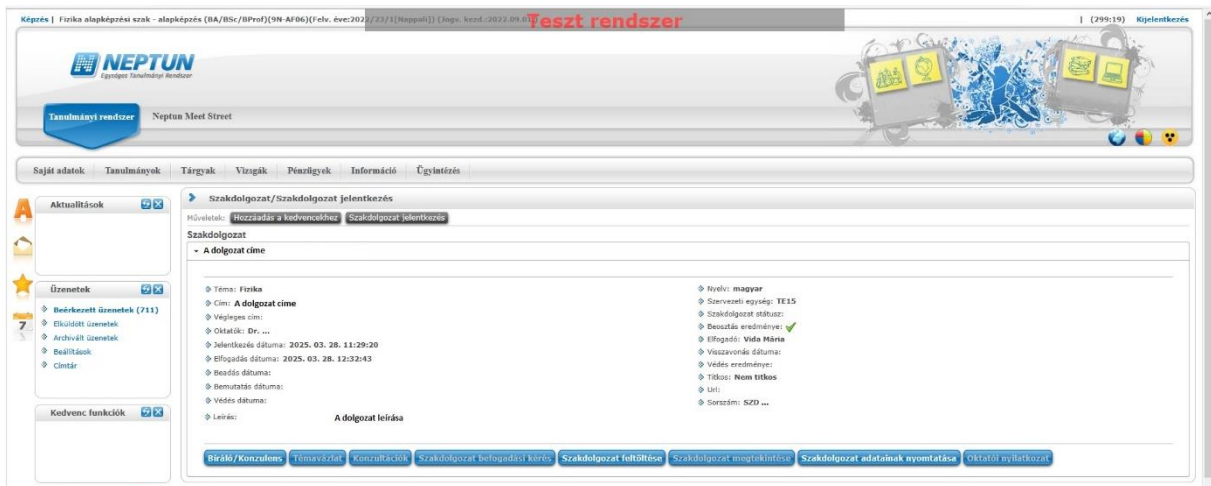 Képzés | Fizika alapképzési szak - alapképzés (BA/BSc/BProf)(9N-AF06)(Felv. éve:2022/23/1[Nappali]) (Jogv. kezd.:2022.09.01)
Teszt rendszer
| (299:19) Kijelentkezés
NEPTUN
Egységes Tanulmányi Rendszer
Tanulmányi rendszer Neptun Meet Street
Saját adatok Tanulmányok Tárgyak Vizsgák Pénzügyek Információ Ügyintézés
Aktualitások
Üzenetek
Beérkezett üzenetek (711)
7 Elküldött üzenetek
Archivált üzenetek
Beállítások
Címtár
Kedvenc funkciók
Szakdolgozat/Szakdolgozat jelentkezés
Műveletek: Hozzáadás a kedvencekhez Szakdolgozat jelentkezés
Szakdolgozat
A dolgozat címe
Téma: Fizika
Cím: A dolgozat címe
Végleges cím:
Oktatók: Dr. ...
Jelentkezés dátuma: 2025. 03. 28. 11:29:20
Elfogadás dátuma: 2025. 03. 28. 12:32:43
Beadás dátuma:
Bemutatás dátuma:
Védés dátuma:
Leírás: A dolgozat leírása
Nyelv: magyar
Szervezeti egység: TE15
Szakdolgozat státusz:
Beosztás eredménye:
Elfogadó: Vida Mária
Visszavonás dátuma:
Védés eredménye:
Titkos: Nem titkos
Url:
Sorszám: SZD ...
Bíráló/Konzulens Témavázlat Konzultációk Szakdolgozat befogadási kérés Szakdolgozat feltöltése Szakdolgozat megtekintése Szakdolgozat adatainak nyomtatása Oktatói nyilatkozat